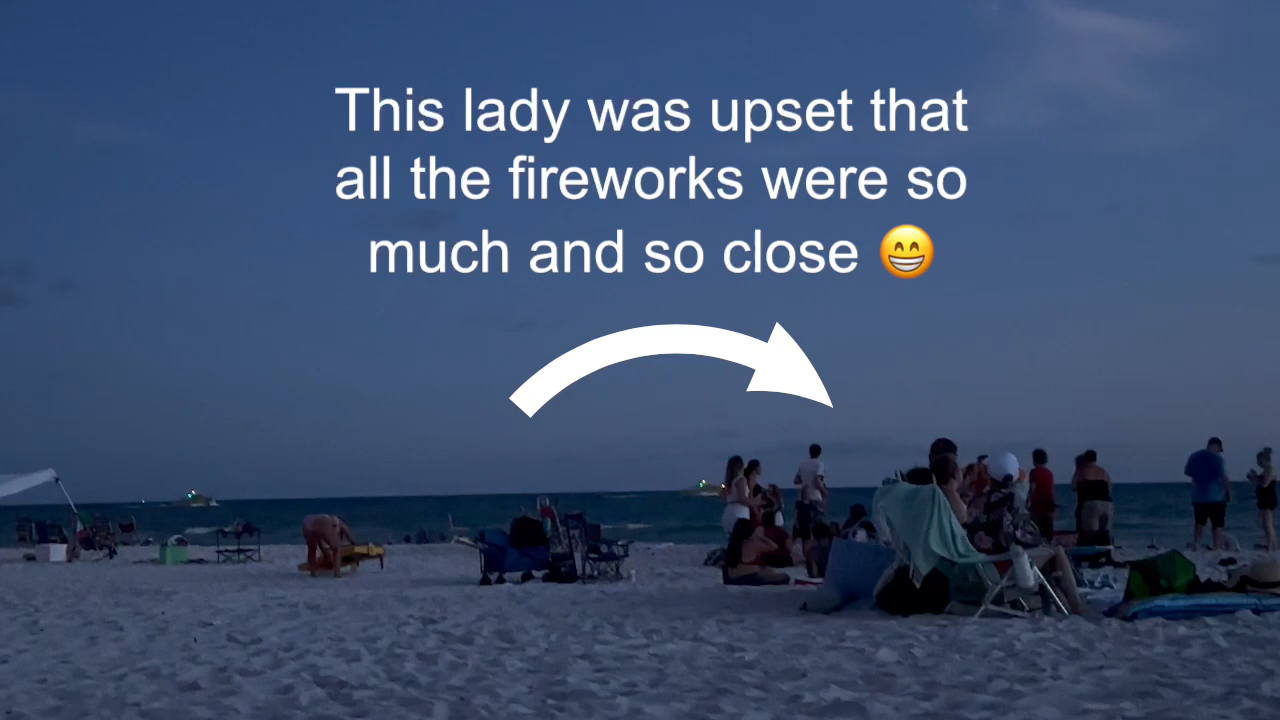 This lady was upset that
all the fireworks were so
much and so close 😁